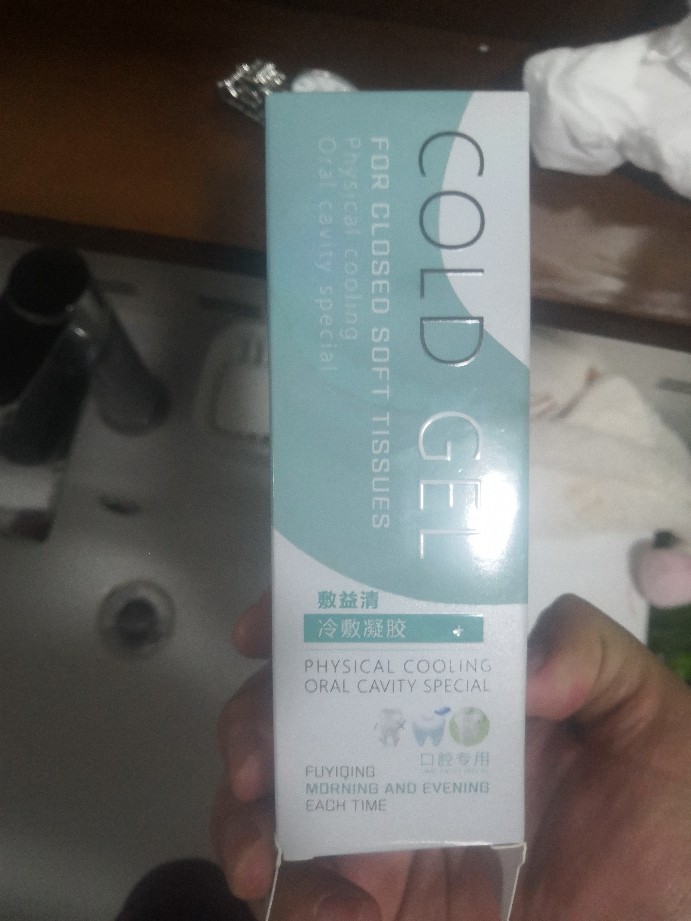 COLD GEL
FOR CLOSED SOFT TISSUES
Physical cooling
Oral cavity special
敷益清
冷敷凝胶
PHYSICAL COOLING
ORAL CAVITY SPECIAL
口腔专用
FUYIQING
MORNING AND EVENING
EACH TIME